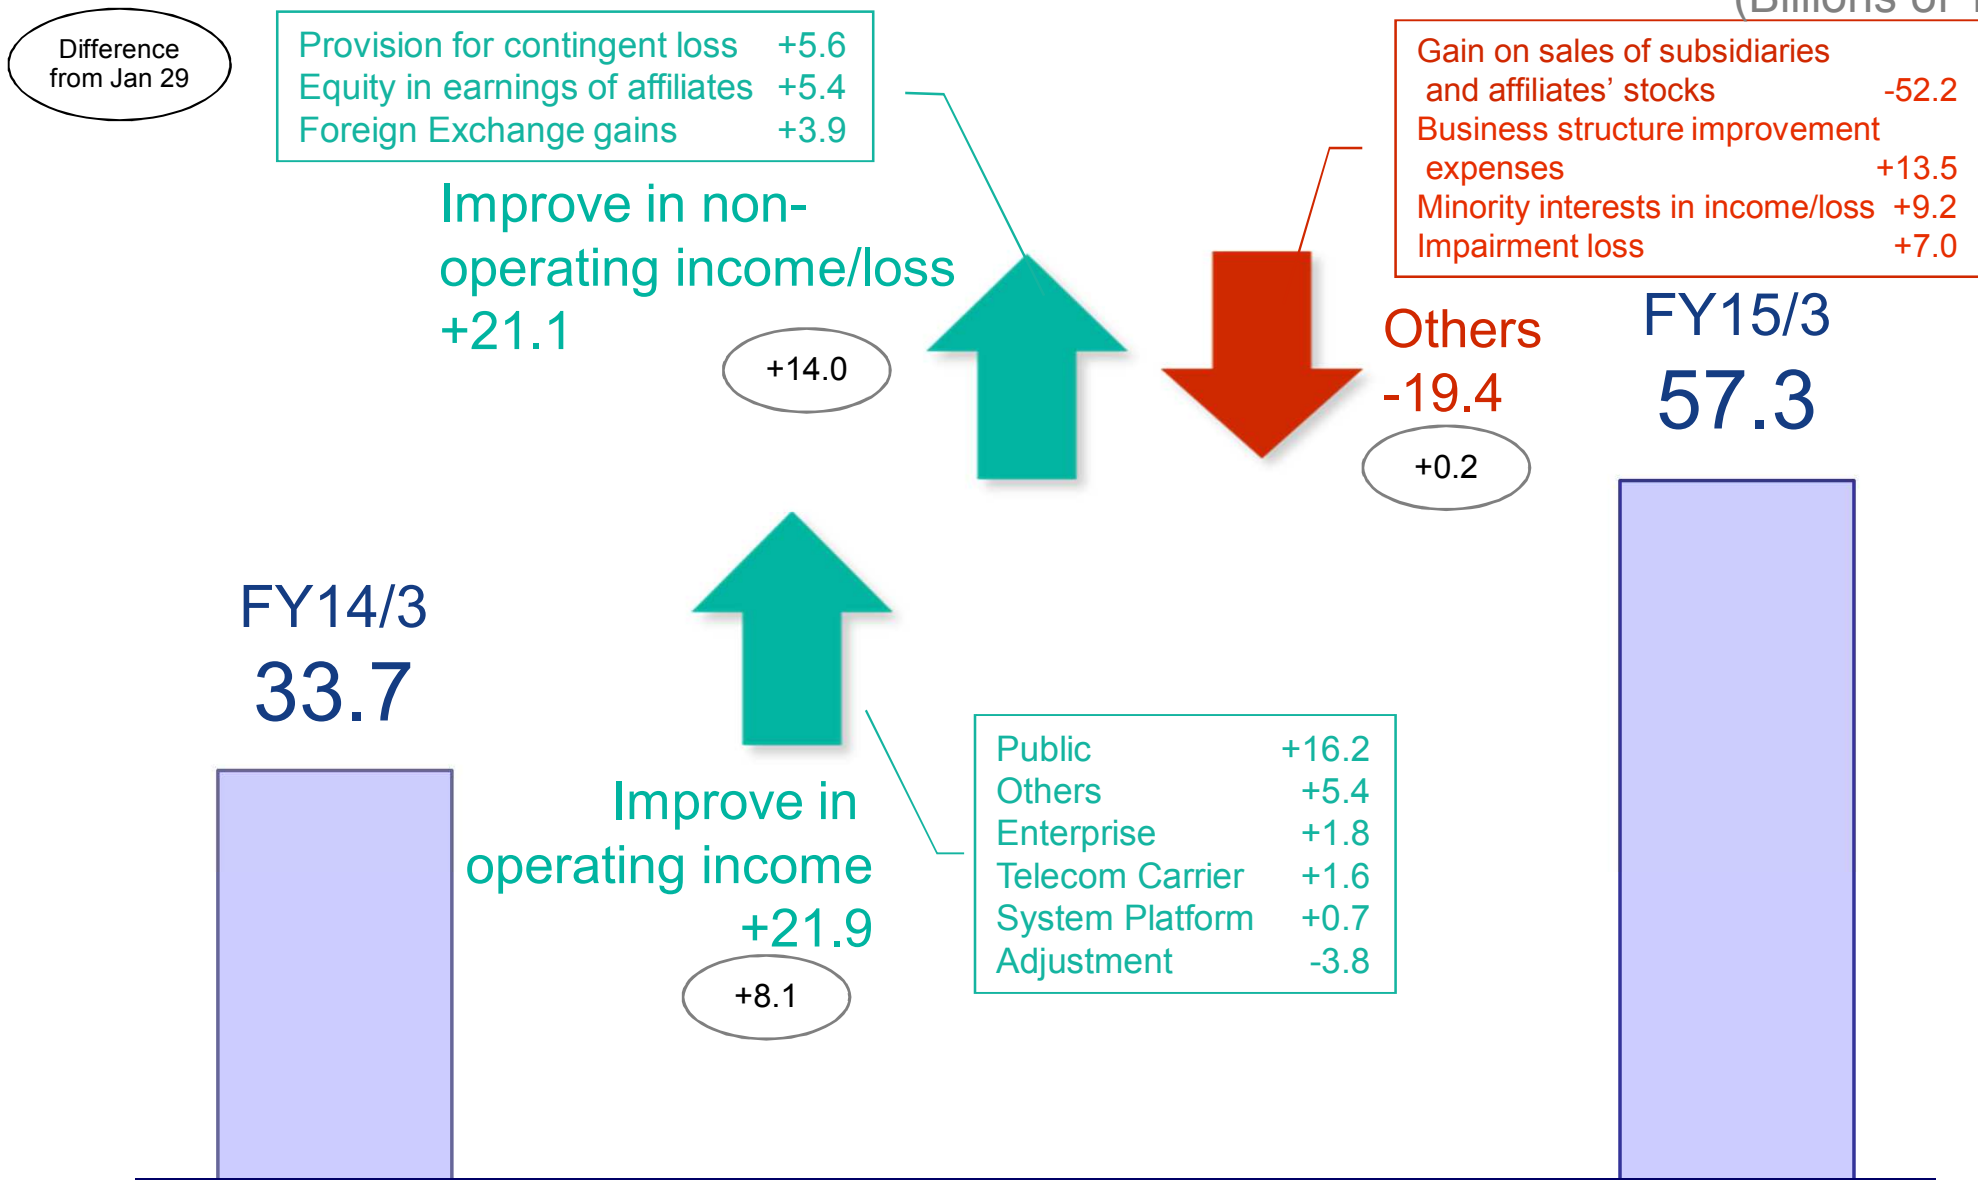 (Billions of
Difference
from Jan 29
Provision for contingent loss +5.6
Equity in earnings of affiliates +5.4
Foreign Exchange gains +3.9
Gain on sales of subsidiaries
and affiliates’ stocks -52.2
Business structure improvement
expenses +13.5
Minority interests in income/loss +9.2
Impairment loss +7.0
Improve in non-
operating income/loss
+21.1
+14.0
Others
-19.4
+0.2
FY15/3
57.3
FY14/3
33.7
Improve in
operating income
+21.9
+8.1
Public +16.2
Others +5.4
Enterprise +1.8
Telecom Carrier +1.6
System Platform +0.7
Adjustment -3.8